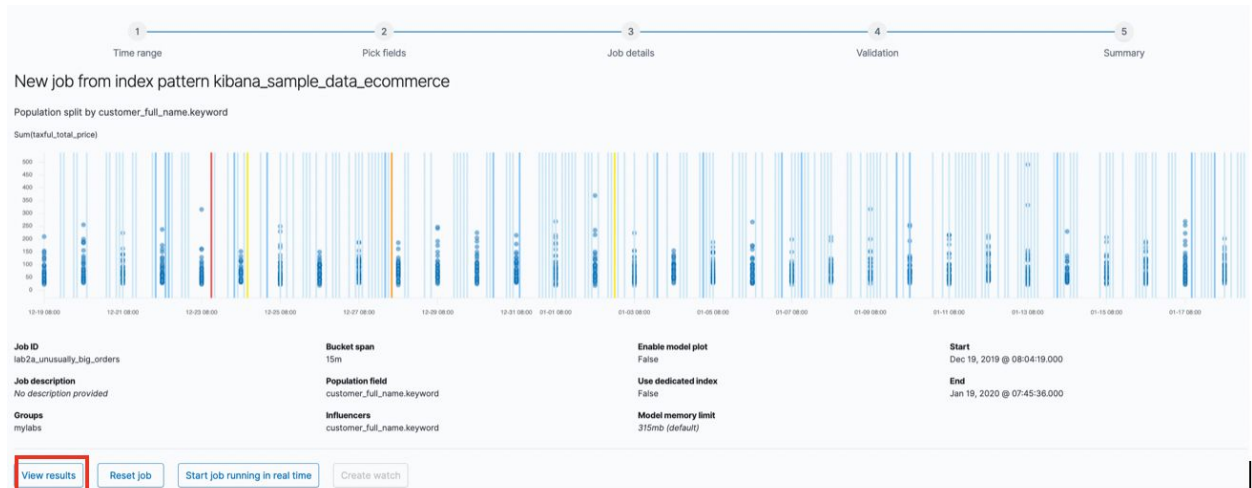 1 2 3 4 5
Time range Pick fields Job details Validation Summary
New job from index pattern kibana_sample_data_ecommerce
Population split by customer_full_name.keyword
Sum(taxful_total_price)
500
450
400
350
300
250
200
150
100
50
0
12-19 08:00 12-21 08:00 12-23 08:00 12-25 08:00 12-27 08:00 12-29 08:00 12-31 08:00 01-01 08:00 01-03 08:00 01-05 08:00 01-07 08:00 01-09 08:00 01-11 08:00 01-13 08:00 01-15 08:00 01-17 08:00
Job ID Bucket span Enable model plot Start
lab2a_unusually_big_orders 15m False Dec 19, 2019 @ 08:04:19.000
Job description Population field Use dedicated index End
No description provided customer_full_name.keyword False Jan 19, 2020 @ 07:45:36.000
Groups Influencers Model memory limit
mylabs customer_full_name.keyword 315mb (default)
View results Reset job Start job running in real time Create watch